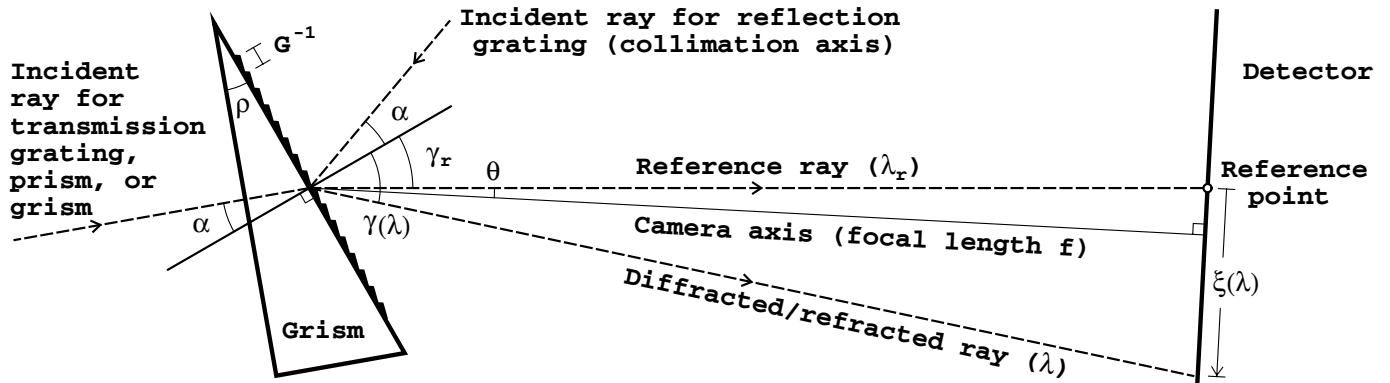 Incident ray for reflection
grating (collimation axis)
G⁻¹
Incident
ray for
transmission
grating,
prism, or
grism
ρ
α
α
γr
γ(λ)
θ
Reference ray (λr)
Camera axis (focal length f)
Diffracted/refracted ray (λ)
Grism
Detector
Reference
point
ξ(λ)